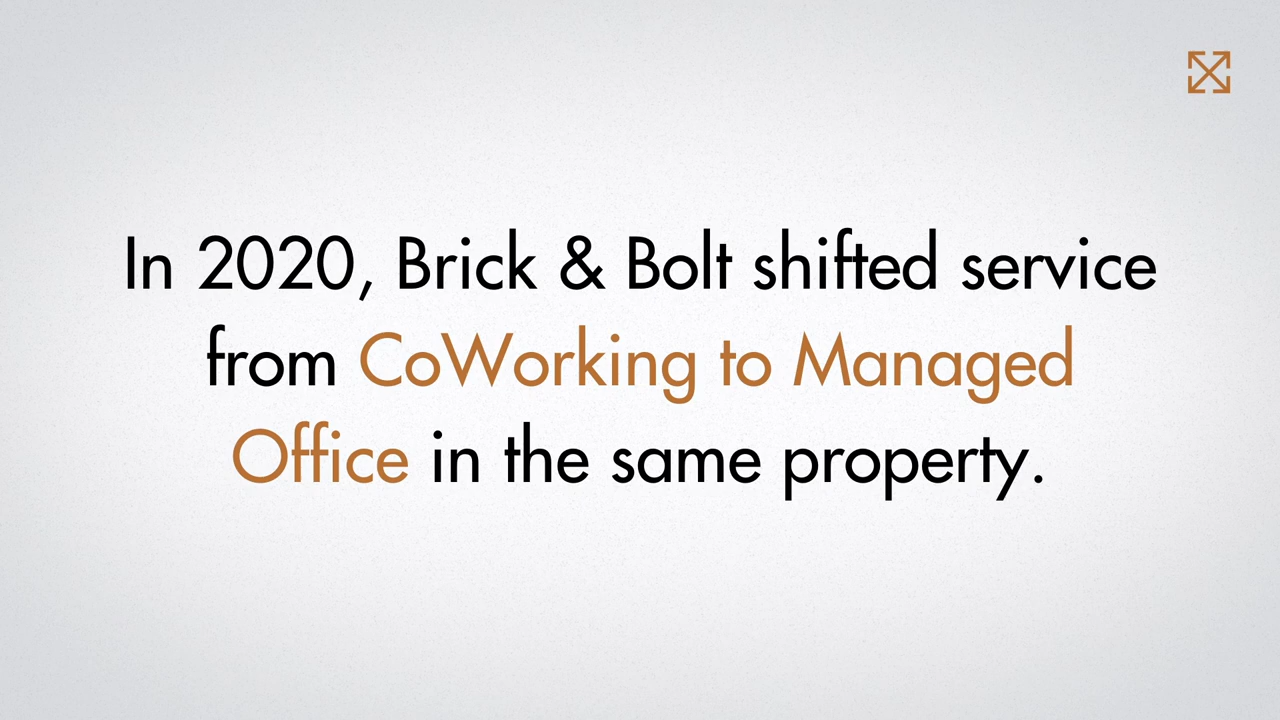 In 2020, Brick & Bolt shifted service
from CoWorking to Managed
Office in the same property.